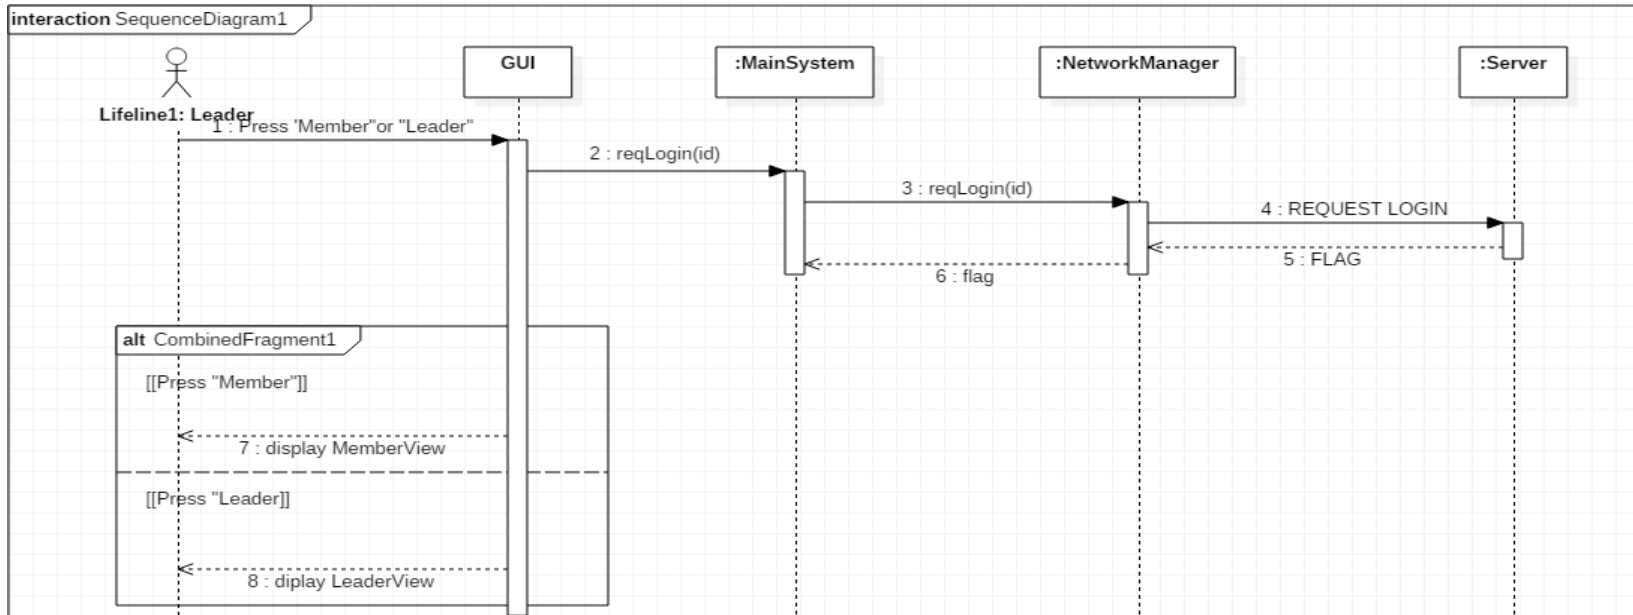 interaction SequenceDiagram1
GUI
:MainSystem
:NetworkManager
:Server
Lifeline1: Leader
1 : Press 'Member"or "Leader"
2 : reqLogin(id)
3 : reqLogin(id)
4 : REQUEST LOGIN
5 : FLAG
6 : flag
alt CombinedFragment1
[[Press "Member"]]
7 : display MemberView
[[Press "Leader]]
8 : diplay LeaderView